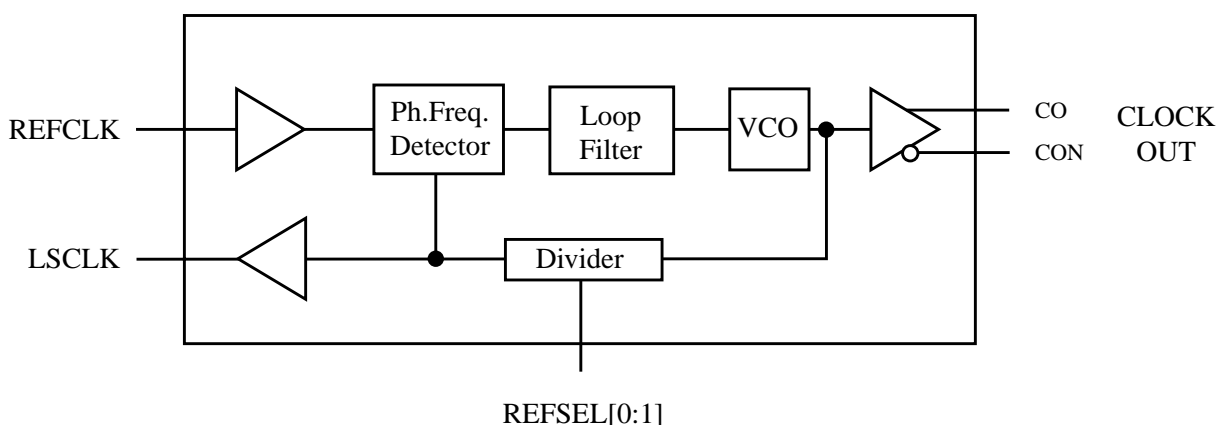 REFCLK
Ph.Freq.
Detector
Loop
Filter
VCO
CO
CON
CLOCK
OUT
LSCLK
Divider
REFSEL[0:1]